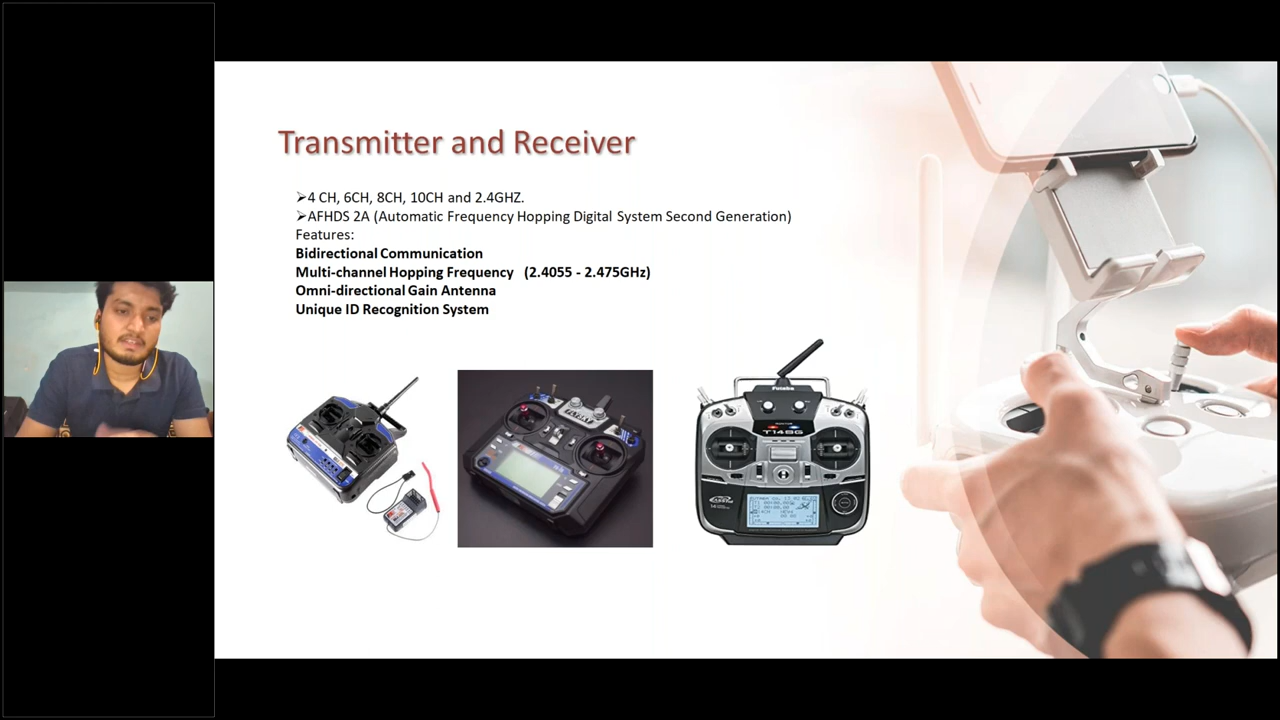 Transmitter and Receiver
➢4 CH, 6CH, 8CH, 10CH and 2.4GHZ.
➢AFHDS 2A (Automatic Frequency Hopping Digital System Second Generation)
Features:
Bidirectional Communication
Multi-channel Hopping Frequency (2.4055 - 2.475GHz)
Omni-directional Gain Antenna
Unique ID Recognition System
Futaba
T14SG